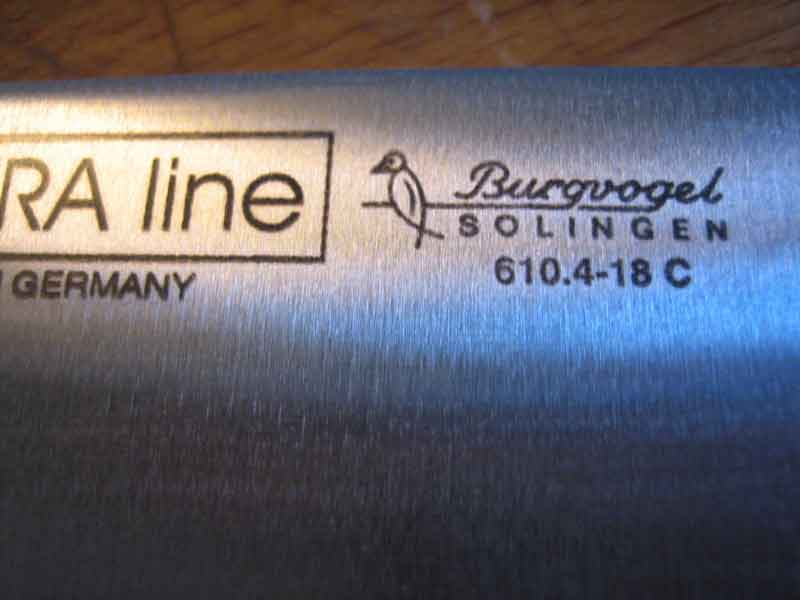 RA line
GERMANY
Burgvogel
SOLINGEN
610.4-18 C